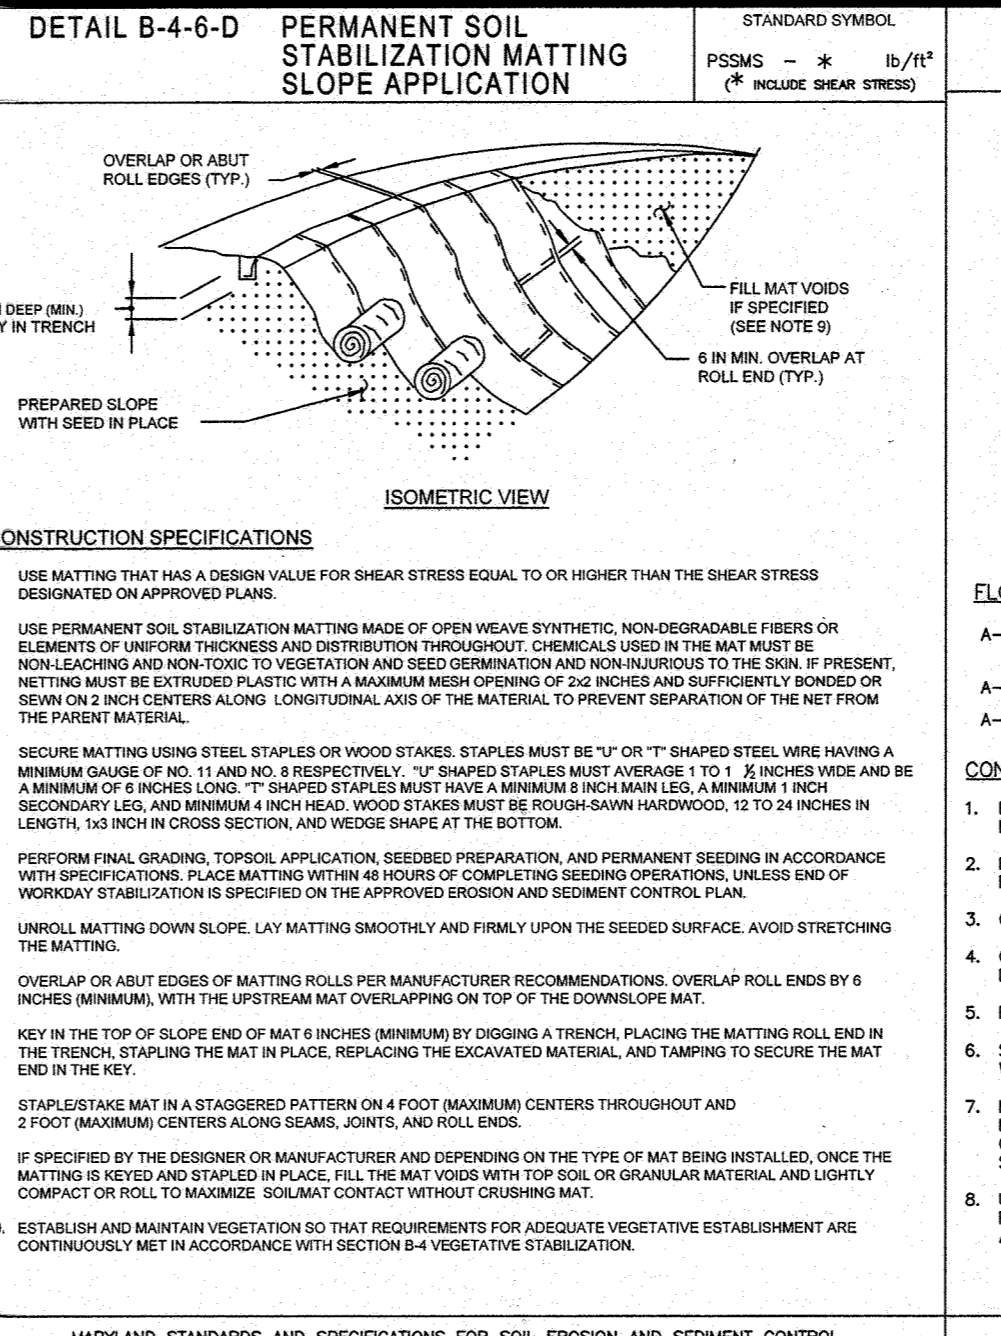 DETAIL B-4-6-D
PERMANENT SOIL
STABILIZATION MATTING
SLOPE APPLICATION
STANDARD SYMBOL
PSSMS - * lb/ft²
(* INCLUDE SHEAR STRESS)
OVERLAP OR ABUT
ROLL EDGES (TYP.)
DEEP (MIN.)
IN TRENCH
PREPARED SLOPE
WITH SEED IN PLACE
FILL MAT VOIDS
IF SPECIFIED
(SEE NOTE 9)
6 IN MIN. OVERLAP AT
ROLL END (TYP.)
ISOMETRIC VIEW
ONSTRUCTION SPECIFICATIONS
USE MATTING THAT HAS A DESIGN VALUE FOR SHEAR STRESS EQUAL TO OR HIGHER THAN THE SHEAR STRESS
DESIGNATED ON APPROVED PLANS.
USE PERMANENT SOIL STABILIZATION MATTING MADE OF OPEN WEAVE SYNTHETIC, NON-DEGRADABLE FIBERS OR
ELEMENTS OF UNIFORM THICKNESS AND DISTRIBUTION THROUGHOUT. CHEMICALS USED IN THE MAT MUST BE
NON-LEACHING AND NON-TOXIC TO VEGETATION AND SEED GERMINATION AND NON-INJURIOUS TO THE SKIN. IF PRESENT,
NETTING MUST BE EXTRUDED PLASTIC WITH A MAXIMUM MESH OPENING OF 2x2 INCHES AND SUFFICIENTLY BONDED OR
SEWN ON 2 INCH CENTERS ALONG LONGITUDINAL AXIS OF THE MATERIAL TO PREVENT SEPARATION OF THE NET FROM
THE PARENT MATERIAL.
SECURE MATTING USING STEEL STAPLES OR WOOD STAKES. STAPLES MUST BE "U" OR "T" SHAPED STEEL WIRE HAVING A
MINIMUM GAUGE OF NO. 11 AND NO. 8 RESPECTIVELY. "U" SHAPED STAPLES MUST AVERAGE 1 TO 1 ½ INCHES WIDE AND BE
A MINIMUM OF 6 INCHES LONG. "T" SHAPED STAPLES MUST HAVE A MINIMUM 8 INCH MAIN LEG, A MINIMUM 1 INCH
SECONDARY LEG, AND MINIMUM 4 INCH HEAD. WOOD STAKES MUST BE ROUGH-SAWN HARDWOOD, 12 TO 24 INCHES IN
LENGTH, 1x3 INCH IN CROSS SECTION, AND WEDGE SHAPE AT THE BOTTOM.
PERFORM FINAL GRADING, TOPSOIL APPLICATION, SEEDBED PREPARATION, AND PERMANENT SEEDING IN ACCORDANCE
WITH SPECIFICATIONS. PLACE MATTING WITHIN 48 HOURS OF COMPLETING SEEDING OPERATIONS, UNLESS END OF
WORKDAY STABILIZATION IS SPECIFIED ON THE APPROVED EROSION AND SEDIMENT CONTROL PLAN.
UNROLL MATTING DOWN SLOPE. LAY MATTING SMOOTHLY AND FIRMLY UPON THE SEEDED SURFACE. AVOID STRETCHING
THE MATTING.
OVERLAP OR ABUT EDGES OF MATTING ROLLS PER MANUFACTURER RECOMMENDATIONS. OVERLAP ROLL ENDS BY 6
INCHES (MINIMUM), WITH THE UPSTREAM MAT OVERLAPPING ON TOP OF THE DOWNSLOPE MAT.
KEY IN THE TOP OF SLOPE END OF MAT 6 INCHES (MINIMUM) BY DIGGING A TRENCH, PLACING THE MATTING ROLL END IN
THE TRENCH, STAPLING THE MAT IN PLACE, REPLACING THE EXCAVATED MATERIAL, AND TAMPING TO SECURE THE MAT
END IN THE KEY.
STAPLE/STAKE MAT IN A STAGGERED PATTERN ON 4 FOOT (MAXIMUM) CENTERS THROUGHOUT AND
2 FOOT (MAXIMUM) CENTERS ALONG SEAMS, JOINTS, AND ROLL ENDS.
IF SPECIFIED BY THE DESIGNER OR MANUFACTURER AND DEPENDING ON THE TYPE OF MAT BEING INSTALLED, ONCE THE
MATTING IS KEYED AND STAPLED IN PLACE, FILL THE MAT VOIDS WITH TOP SOIL OR GRANULAR MATERIAL AND LIGHTLY
COMPACT OR ROLL TO MAXIMIZE SOIL/MAT CONTACT WITHOUT CRUSHING MAT.
ESTABLISH AND MAINTAIN VEGETATION SO THAT REQUIREMENTS FOR ADEQUATE VEGETATIVE ESTABLISHMENT ARE
CONTINUOUSLY MET IN ACCORDANCE WITH SECTION B-4 VEGETATIVE STABILIZATION.
MARYLAND STANDARDS AND SPECIFICATIONS FOR SOIL EROSION AND SEDIMENT CONTROL
FLO
A-
A-
A-
CON
1.
2.
3.
4.
5.
6.
7.
8.